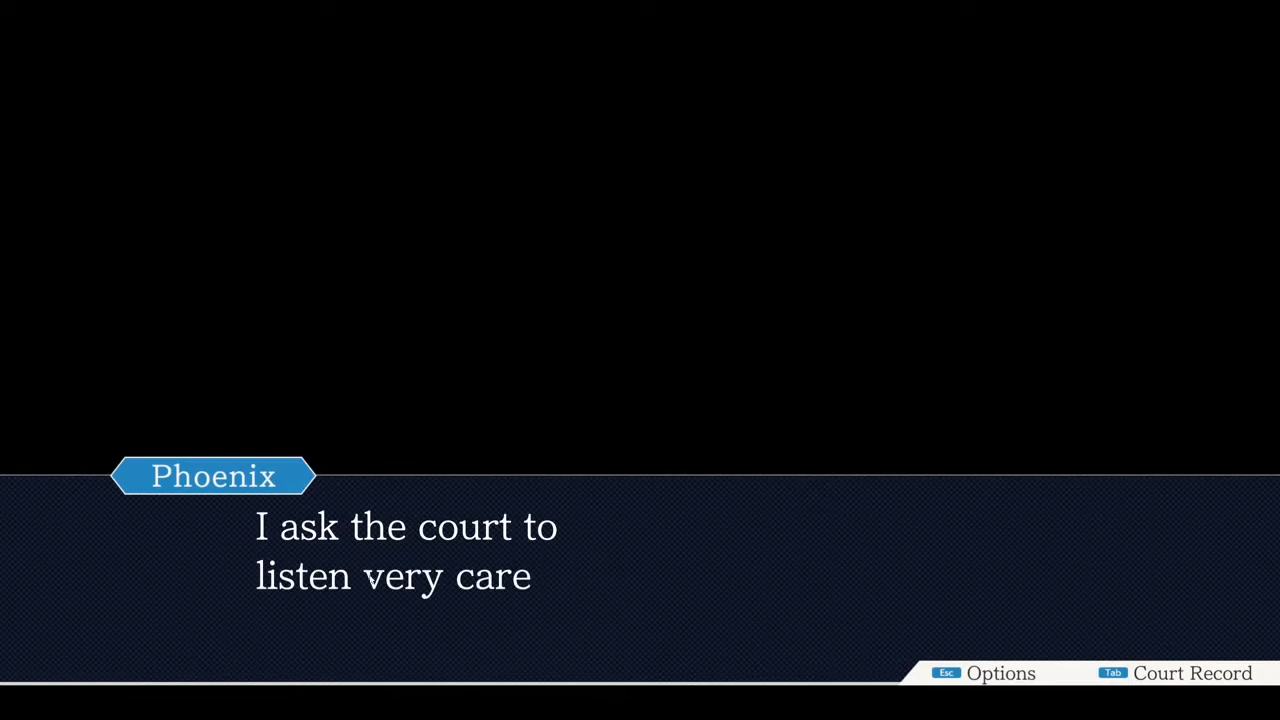 Phoenix
I ask the court to
listen very care
Esc Options Tab Court Record